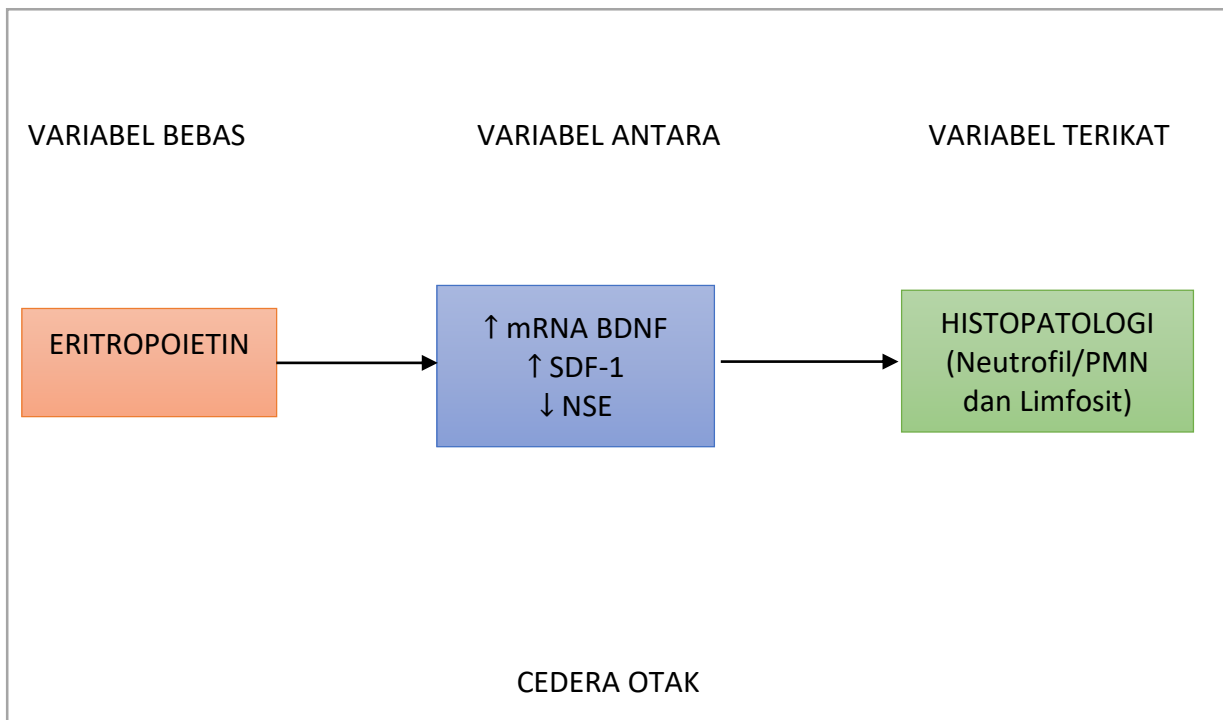 VARIABEL BEBAS
VARIABEL ANTARA
VARIABEL TERIKAT
ERITROPOIETIN
↑ mRNA BDNF
↑ SDF-1
↓ NSE
HISTOPATOLOGI
(Neutrofil/PMN
dan Limfosit)
CEDERA OTAK